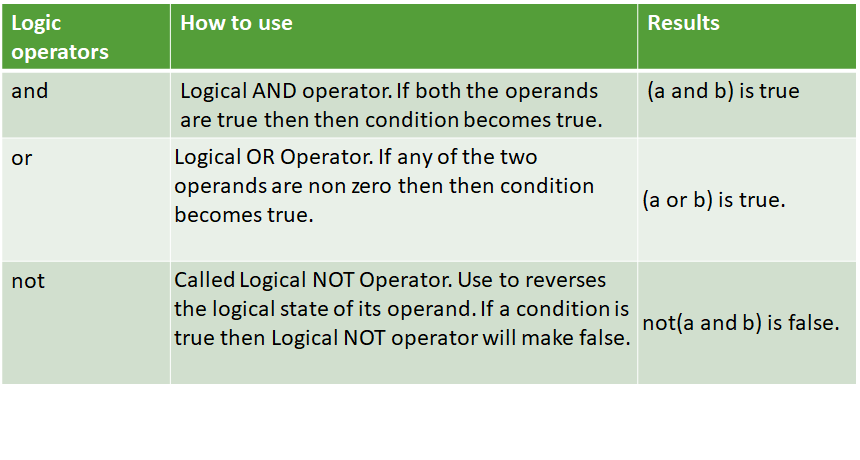 Logic
operators
How to use
Results
and
Logical AND operator. If both the operands
are true then then condition becomes true.
(a and b) is true
or
Logical OR Operator. If any of the two
operands are non zero then then condition
becomes true.
(a or b) is true.
not
Called Logical NOT Operator. Use to reverses
the logical state of its operand. If a condition is
true then Logical NOT operator will make false.
not(a and b) is false.